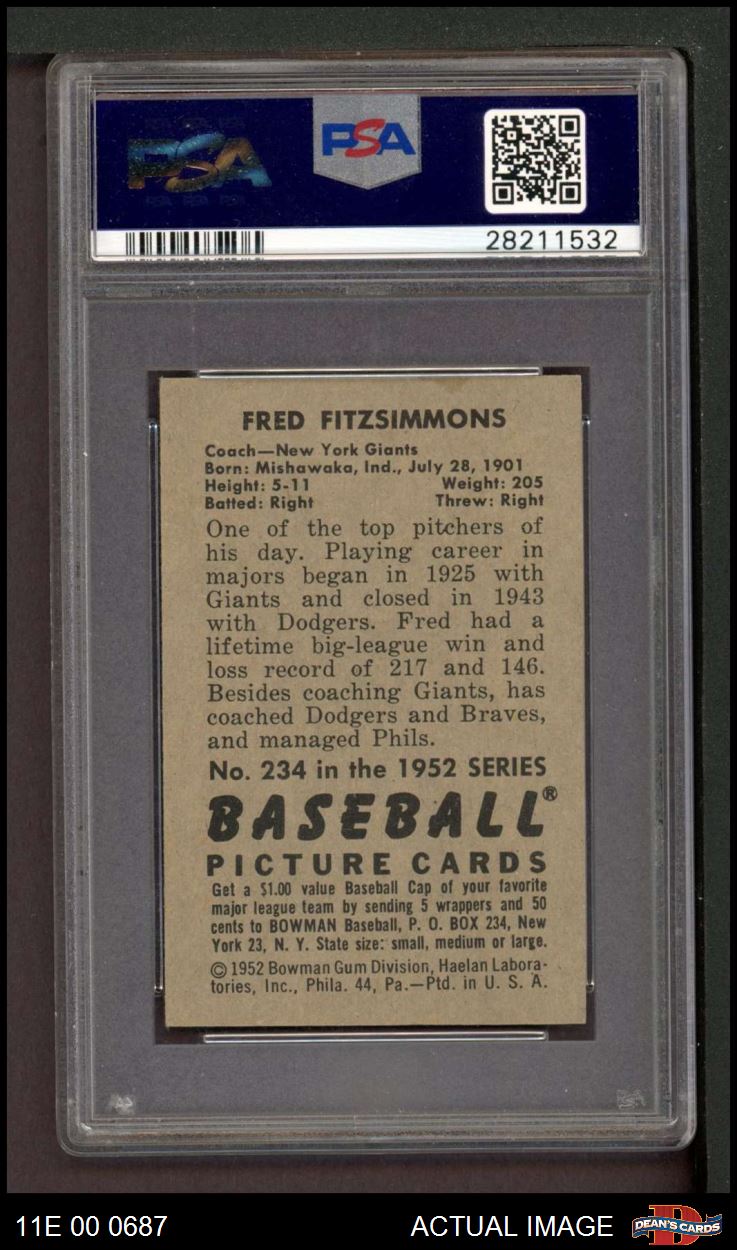 PSA
PSA
28211532
FRED FITZSIMMONS
Coach—New York Giants
Born: Mishawaka, Ind., July 28, 1901
Height: 5-11 Weight: 205
Batted: Right Threw: Right
One of the top pitchers of
his day. Playing career in
majors began in 1925 with
Giants and closed in 1943
with Dodgers. Fred had a
lifetime big-league win and
loss record of 217 and 146.
Besides coaching Giants, has
coached Dodgers and Braves,
and managed Phils.
No. 234 in the 1952 SERIES
BASEBALL®
PICTURE CARDS
Get a $1.00 value Baseball Cap of your favorite
major league team by sending 5 wrappers and 50
cents to BOWMAN Baseball, P. O. BOX 234, New
York 23, N. Y. State size: small, medium or large.
© 1952 Bowman Gum Division, Haelan Labora-
tories, Inc., Phila. 44, Pa.—Ptd. in U. S. A.
11E 00 0687 ACTUAL IMAGE DEAN'S CARDS